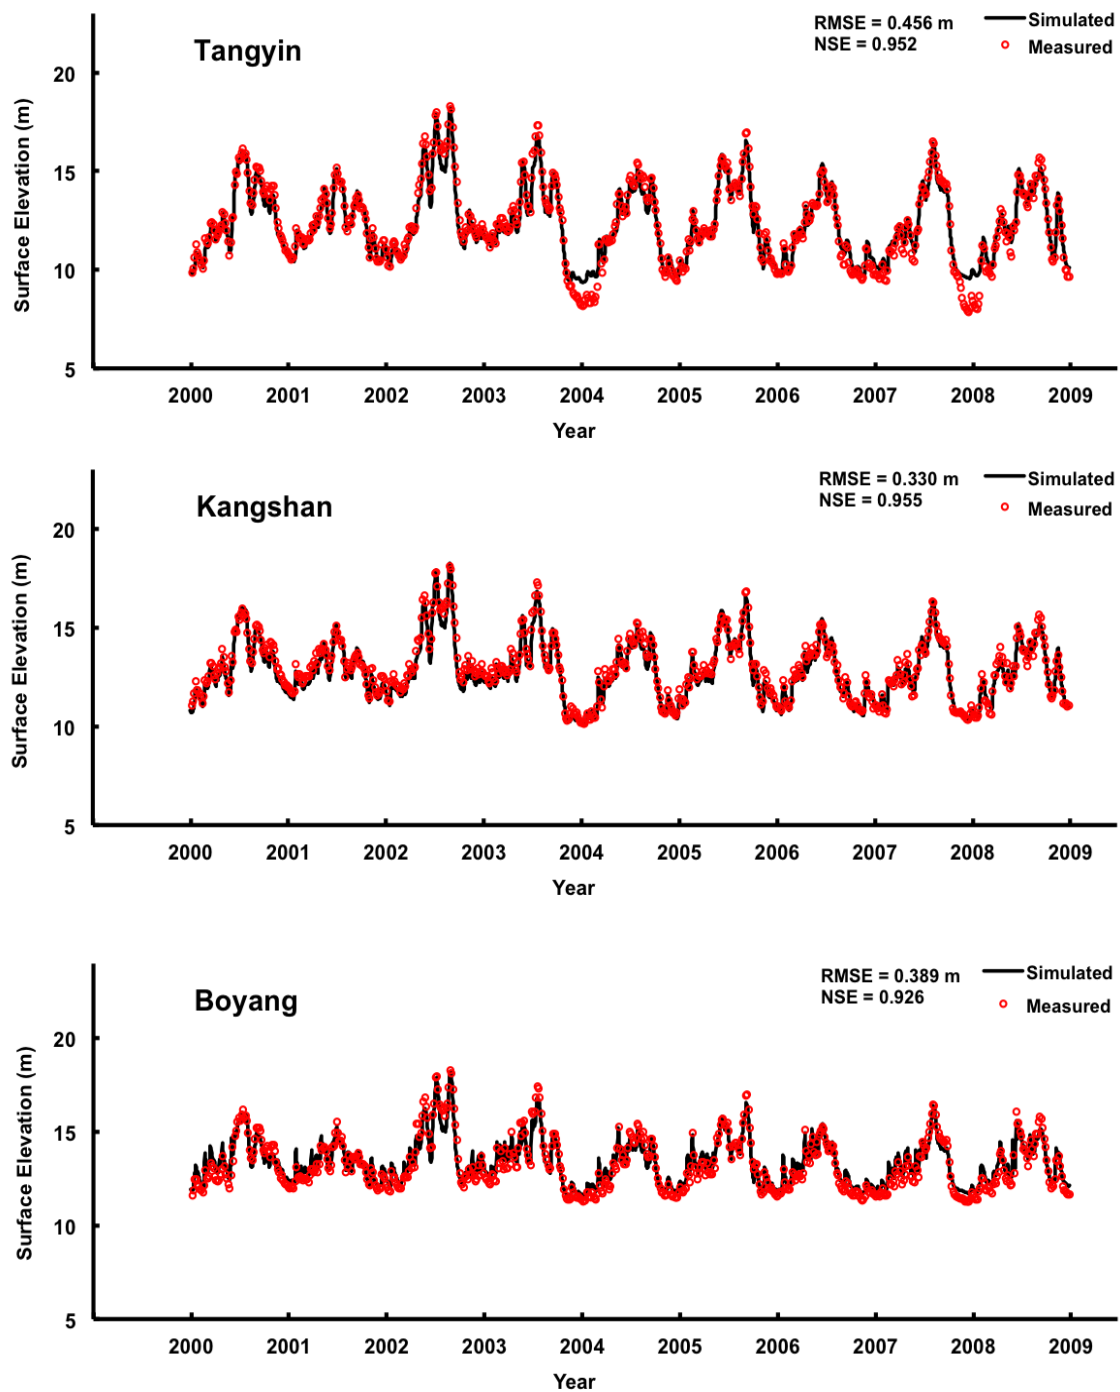 RMSE = 0.456 m
NSE = 0.952
Simulated
Measured
Tangyin
Surface Elevation (m)
20
15
10
5
2000 2001 2002 2003 2004 2005 2006 2007 2008 2009
Year
RMSE = 0.330 m
NSE = 0.955
Simulated
Measured
Kangshan
Surface Elevation (m)
20
15
10
5
2000 2001 2002 2003 2004 2005 2006 2007 2008 2009
Year
RMSE = 0.389 m
NSE = 0.926
Simulated
Measured
Boyang
Surface Elevation (m)
20
15
10
5
2000 2001 2002 2003 2004 2005 2006 2007 2008 2009
Year